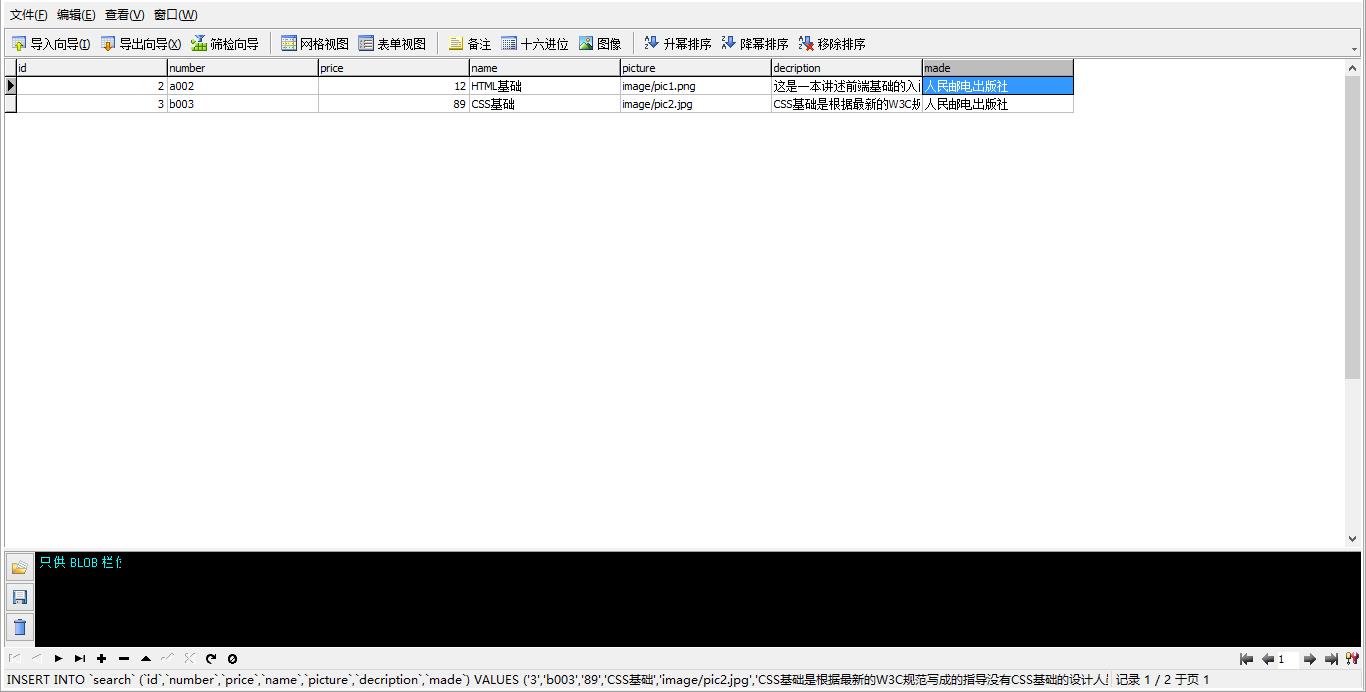 文件(F) 编辑(E) 查看(V) 窗口(W)
导入向导(I) 导出向导(X) 筛检向导 网格视图 表单视图 备注 十六进位 图像 升幂排序 降幂排序 移除排序
id number price name picture decription made
2 a002 12 HTML基础 image/pic1.png 这是一本讲述前端基础的入 人民邮电出版社
3 b003 89 CSS基础 image/pic2.jpg CSS基础是根据最新的W3C规 人民邮电出版社
只供 BLOB 栏
1
INSERT INTO `search` (`id`,`number`,`price`,`name`,`picture`,`decription`,`made`) VALUES ('3','b003','89','CSS基础','image/pic2.jpg','CSS基础是根据最新的W3C规范写成的指导没有CSS基础的设计人 记录 1 / 2 于页 1